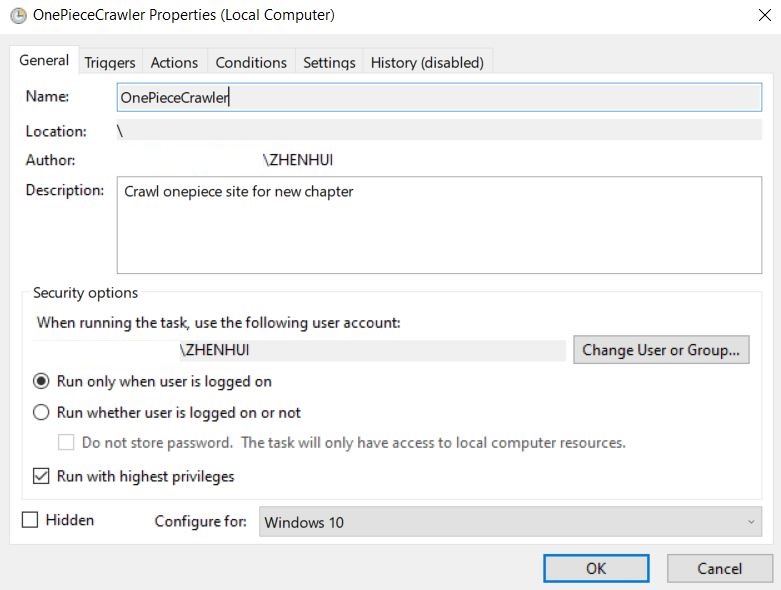 OnePieceCrawler Properties (Local Computer)
General Triggers Actions Conditions Settings History (disabled)
Name: OnePieceCrawler
Location: \
Author: \ZHENHUI
Description: Crawl onepiece site for new chapter
Security options
When running the task, use the following user account:
\ZHENHUI Change User or Group...
Run only when user is logged on
Run whether user is logged on or not
Do not store password. The task will only have access to local computer resources.
Run with highest privileges
Hidden Configure for: Windows 10
OK Cancel